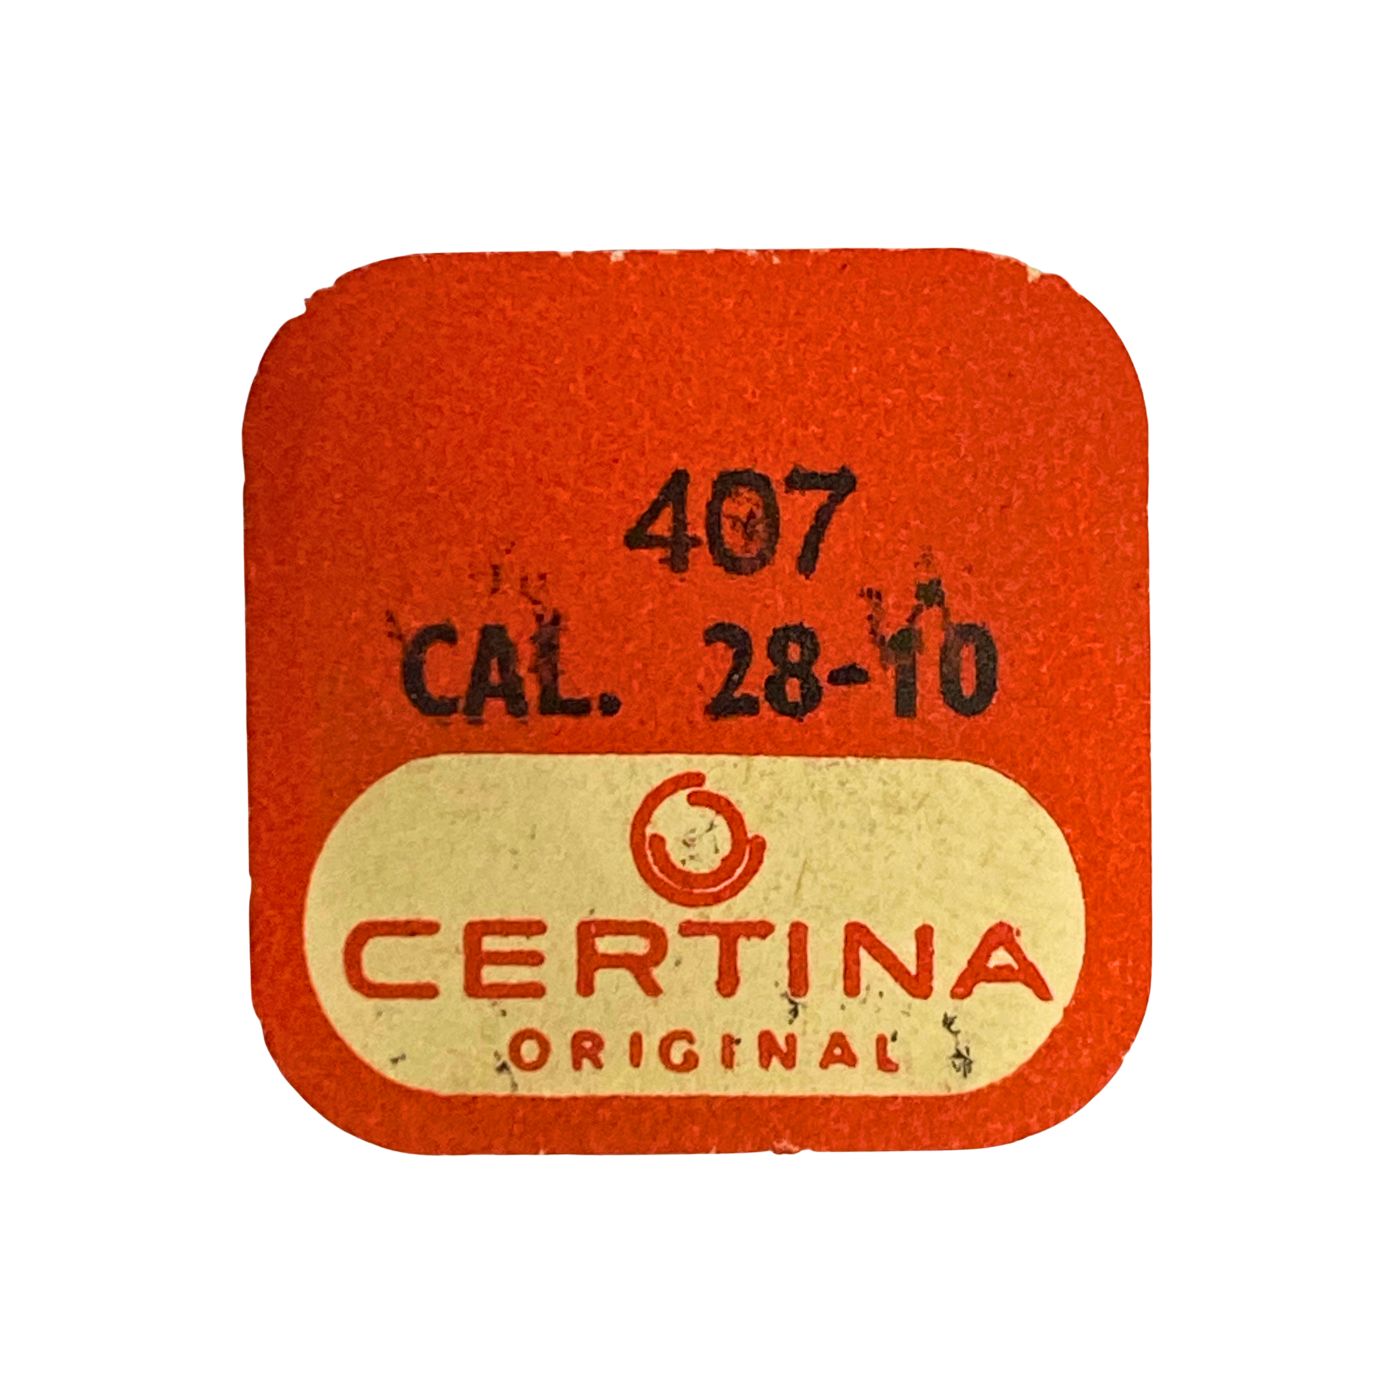 407
CAL. 28-10
CERTINA
ORIGINAL